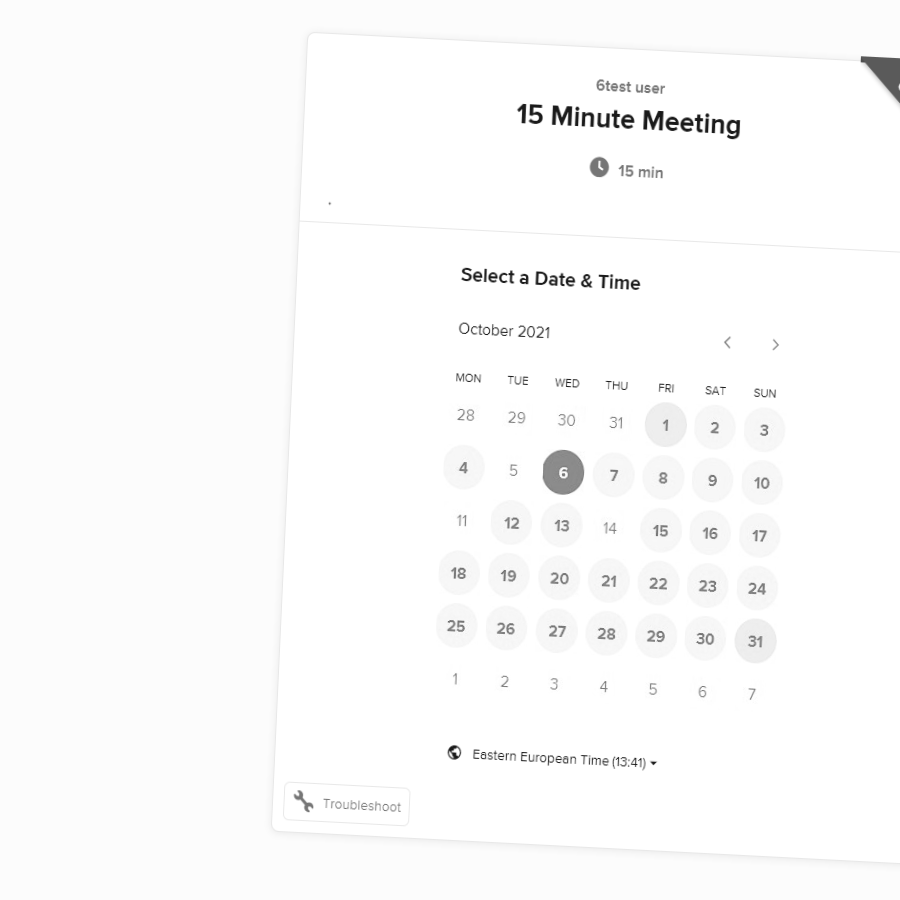 6test user
15 Minute Meeting
15 min
.
Select a Date & Time
October 2021
MON TUE WED THU FRI SAT SUN
28 29 30 31 1 2 3
4 5 6 7 8 9 10
11 12 13 14 15 16 17
18 19 20 21 22 23 24
25 26 27 28 29 30 31
1 2 3 4 5 6 7
Eastern European Time (13:41)
Troubleshoot